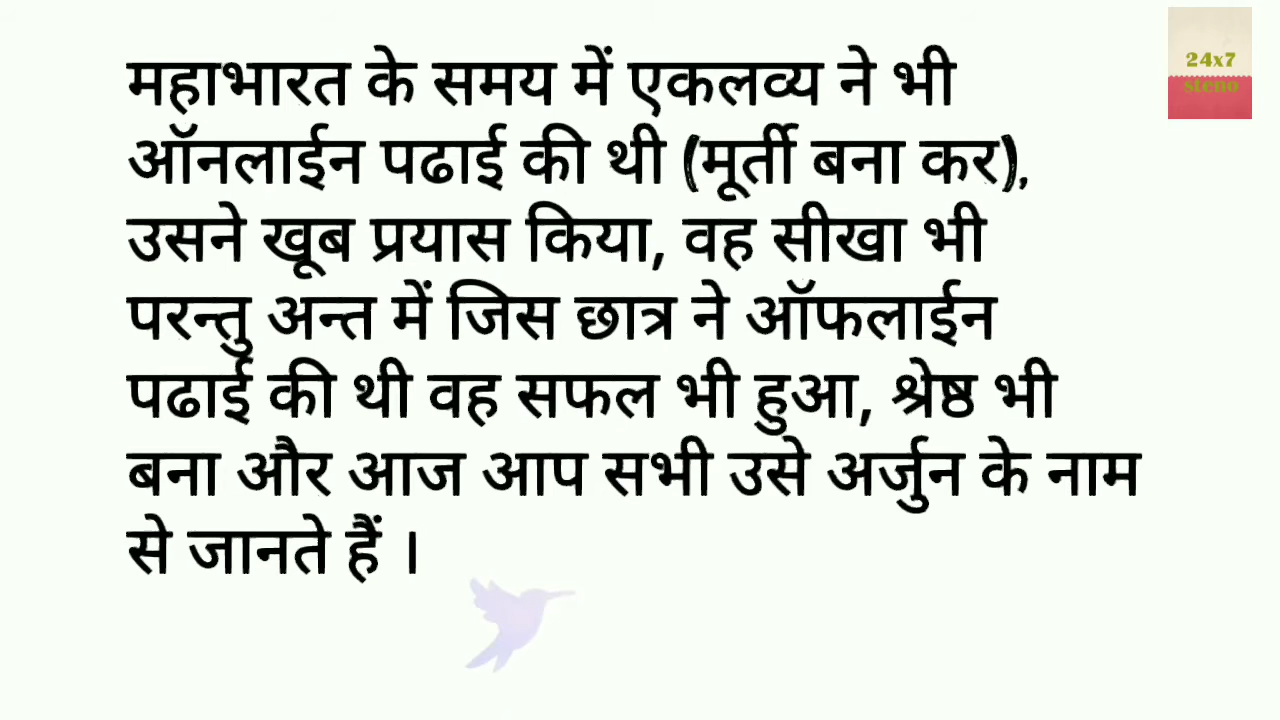 महाभारत के समय में एकलव्य ने भी
ऑनलाईन पढाई की थी (मूर्ती बना कर),
उसने खूब प्रयास किया, वह सीखा भी
परन्तु अन्त में जिस छात्र ने ऑफलाईन
पढाई की थी वह सफल भी हुआ, श्रेष्ठ भी
बना और आज आप सभी उसे अर्जुन के नाम
से जानते हैं ।
24x7
steno